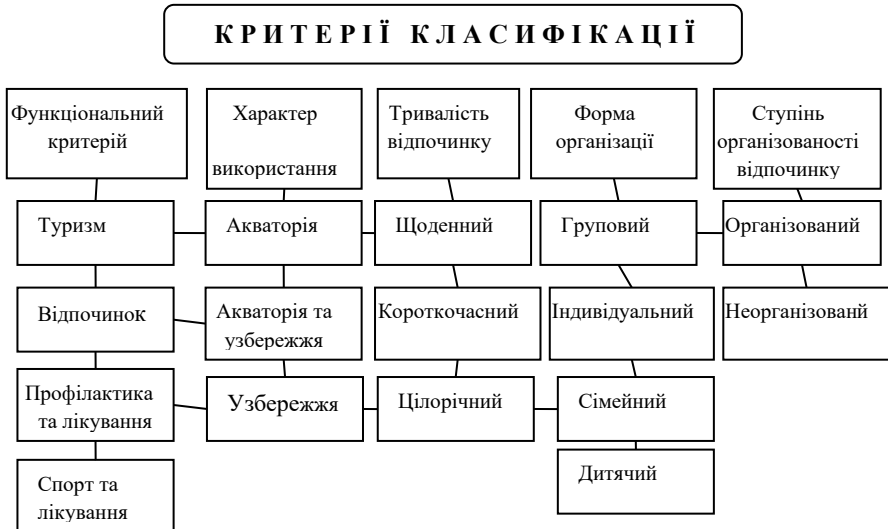 КРИТЕРІЇ КЛАСИФІКАЦІЇ
Функціональний
критерій
Характер
використання
Тривалість
відпочинку
Форма
організації
Ступінь
організованості
відпочинку
Туризм
Акваторія
Щоденний
Груповий
Організований
Відпочинок
Акваторія та
узбережжя
Короткочасний
Індивідуальний
Неорганізованй
Профілактика
та лікування
Узбережжя
Цілорічний
Сімейний
Спорт та
лікування
Дитячий